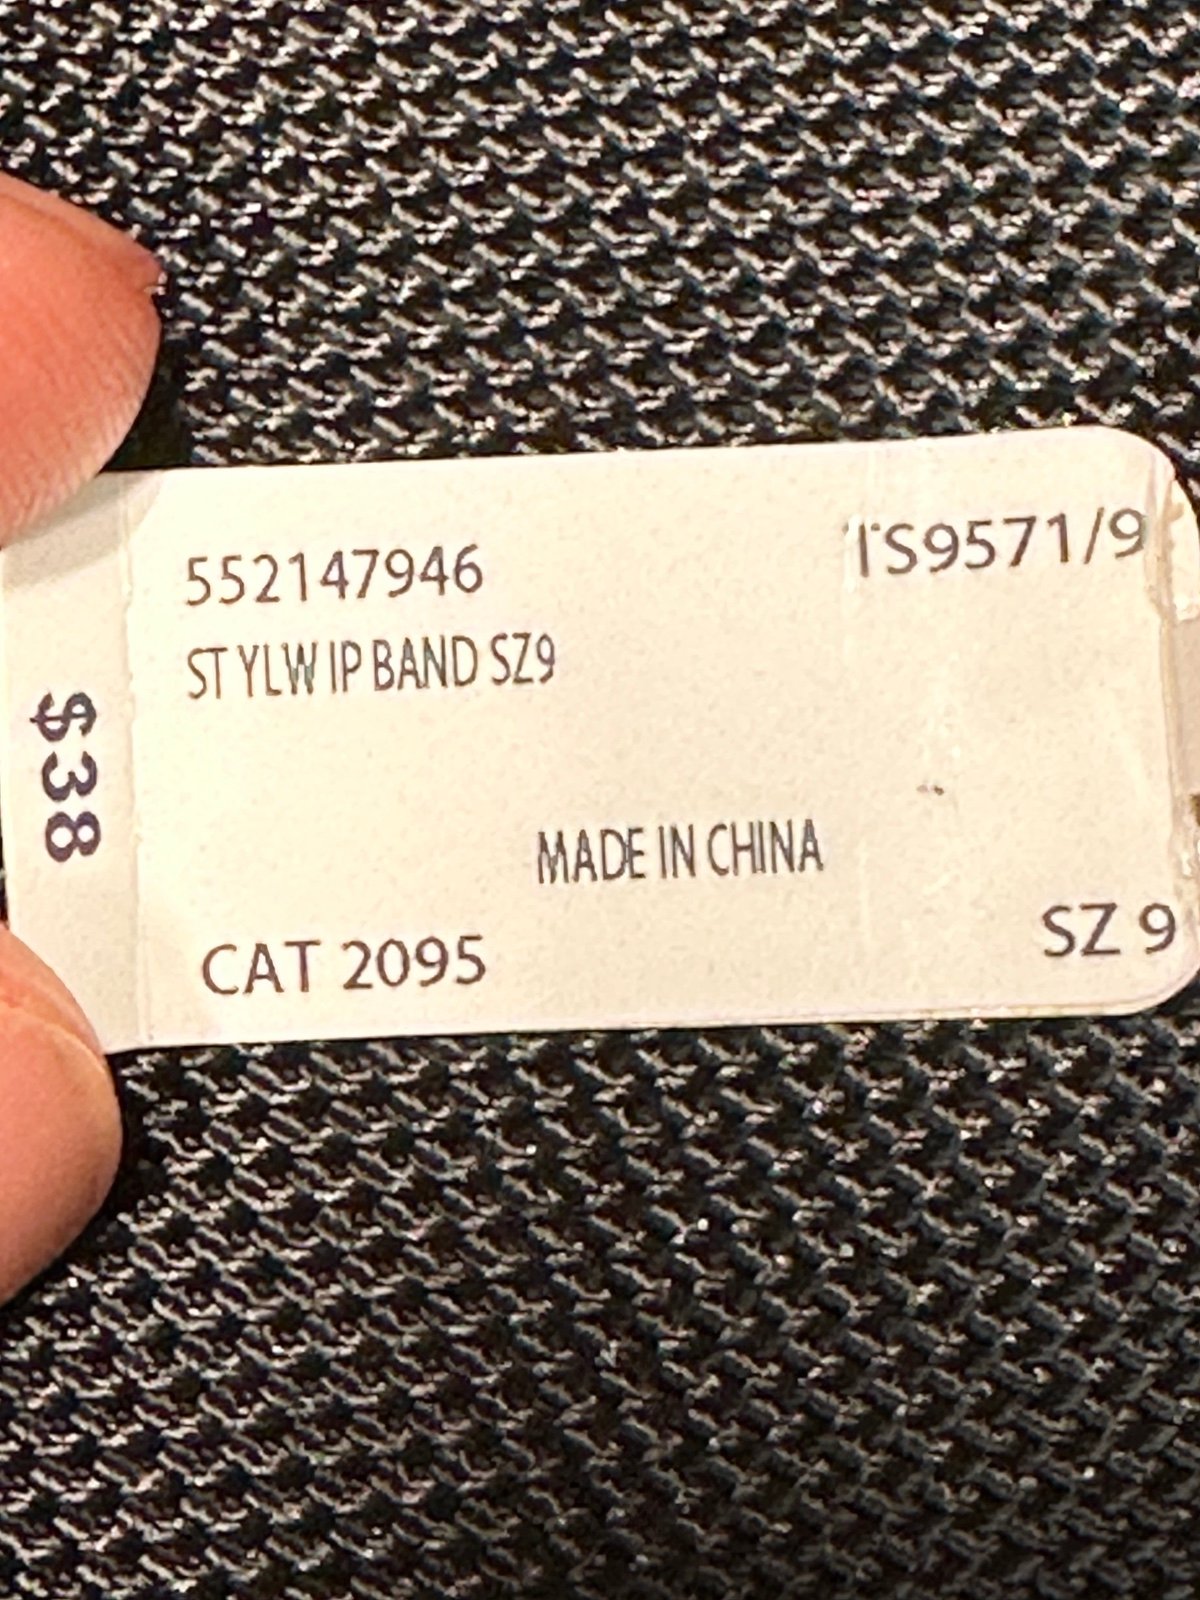 552147946
TS9571/9
ST YLW IP BAND SZ9
$38
MADE IN CHINA
CAT 2095
SZ 9